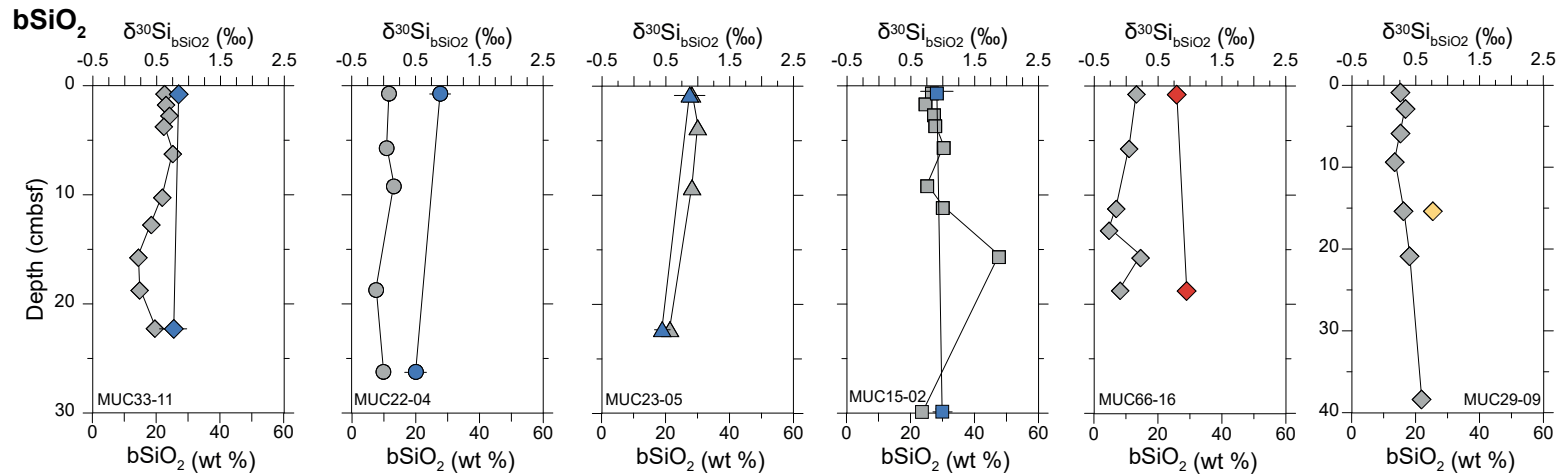 bSiO2
δ30SibSiO2 (‰) δ30SibSiO2 (‰) δ30SibSiO2 (‰) δ30SibSiO2 (‰) δ30SibSiO2 (‰) δ30SibSiO2 (‰)
-0.5 0.5 1.5 2.5 -0.5 0.5 1.5 2.5 -0.5 0.5 1.5 2.5 -0.5 0.5 1.5 2.5 -0.5 0.5 1.5 2.5 -0.5 0.5 1.5 2.5
0 0
10 10
20 20
30
30 40
Depth (cmbsf)
MUC33-11 MUC22-04 MUC23-05 MUC15-02 MUC66-16 MUC29-09
0 20 40 60 0 20 40 60 0 20 40 60 0 20 40 60 0 20 40 60 0 20 40 60
bSiO2 (wt %) bSiO2 (wt %) bSiO2 (wt %) bSiO2 (wt %) bSiO2 (wt %) bSiO2 (wt %)